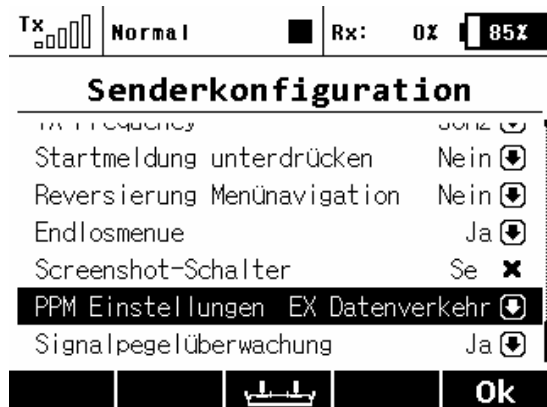 Tx Normal Rx: 0% 85%
Senderkonfiguration
Startmeldung unterdrücken Nein
Reversierung Menünavigation Nein
Endlosmenue Ja
Screenshot-Schalter Se ✖
PPM Einstellungen EX Datenverkehr
Signalpegelüberwachung Ja
Ok